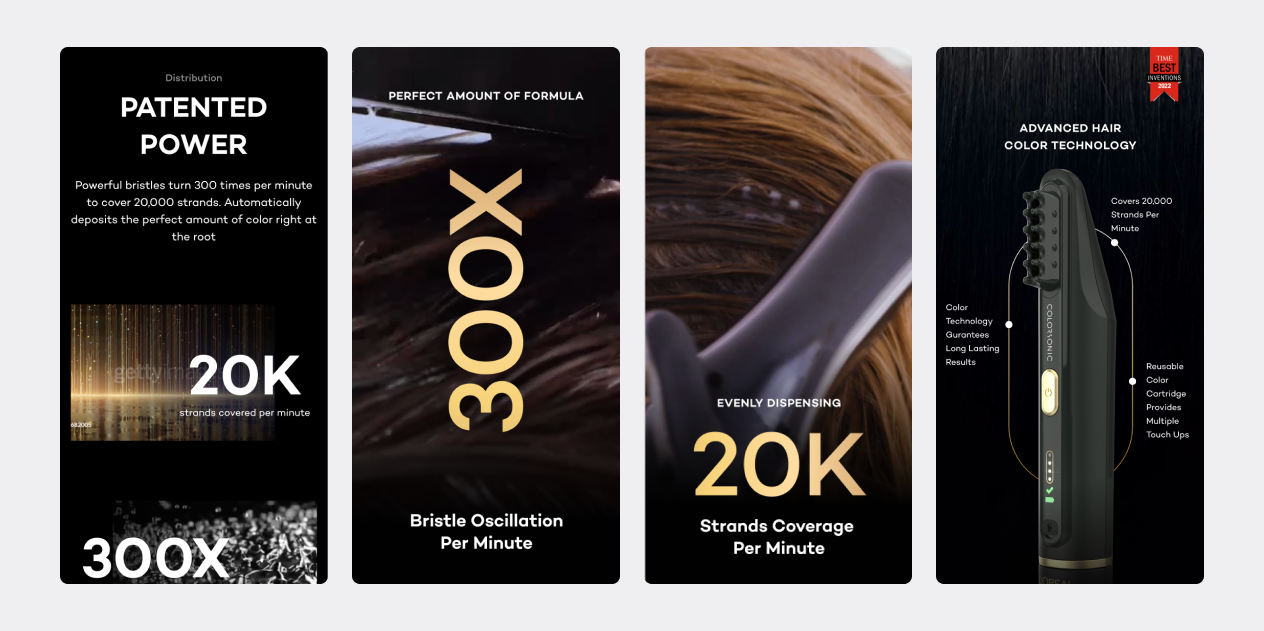 Distribution
PATENTED
POWER
Powerful bristles turn 300 times per minute
to cover 20,000 strands. Automatically
deposits the perfect amount of color right at
the root
20K
strands covered per minute
682005
300X
PERFECT AMOUNT OF FORMULA
300X
Bristle Oscillation
Per Minute
EVENLY DISPENSING
20K
Strands Coverage
Per Minute
TIME
BEST
INVENTIONS
2022
ADVANCED HAIR
COLOR TECHNOLOGY
Covers 20,000
Strands Per
Minute
Color
Technology
Gurantees
Long Lasting
Results
COLORSONIC
Reusable
Color
Cartridge
Provides
Multiple
Touch Ups